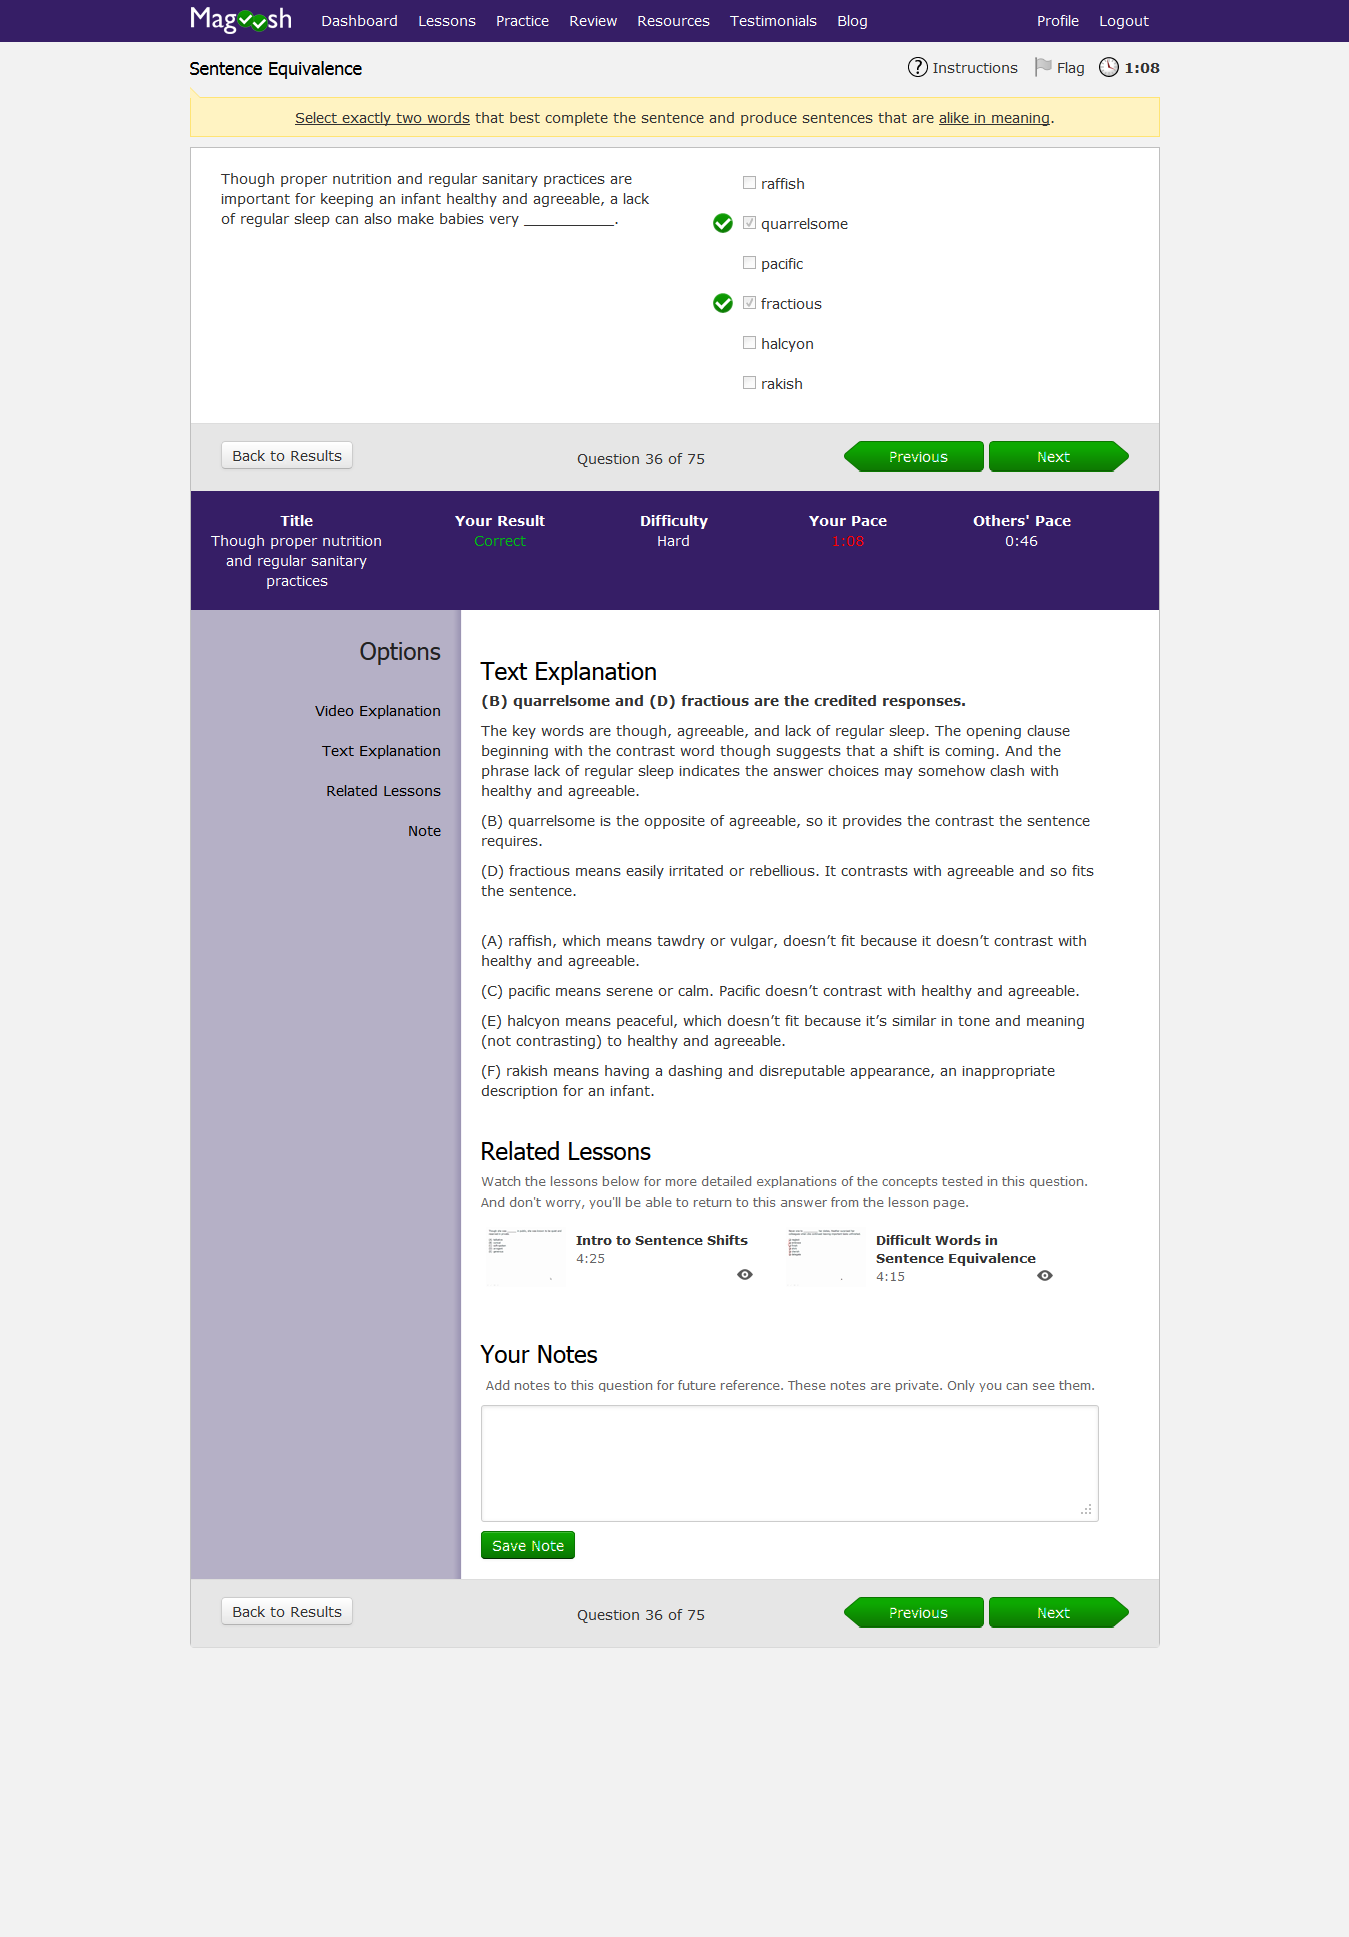 Magoosh Dashboard Lessons Practice Review Resources Testimonials Blog Profile Logout
Sentence Equivalence Instructions Flag 1:08
Select exactly two words that best complete the sentence and produce sentences that are alike in meaning.
Though proper nutrition and regular sanitary practices are
important for keeping an infant healthy and agreeable, a lack
of regular sleep can also make babies very ___________.
raffish
quarrelsome
pacific
fractious
halcyon
rakish
Back to Results Question 36 of 75 Previous Next
Title Your Result Difficulty Your Pace Others' Pace
Though proper nutrition Correct Hard 1:08 0:46
and regular sanitary
practices
Options
Video Explanation
Text Explanation
Related Lessons
Note
Text Explanation
(B) quarrelsome and (D) fractious are the credited responses.
The key words are though, agreeable, and lack of regular sleep. The opening clause
beginning with the contrast word though suggests that a shift is coming. And the
phrase lack of regular sleep indicates the answer choices may somehow clash with
healthy and agreeable.
(B) quarrelsome is the opposite of agreeable, so it provides the contrast the sentence
requires.
(D) fractious means easily irritated or rebellious. It contrasts with agreeable and so fits
the sentence.
(A) raffish, which means tawdry or vulgar, doesn’t fit because it doesn’t contrast with
healthy and agreeable.
(C) pacific means serene or calm. Pacific doesn’t contrast with healthy and agreeable.
(E) halcyon means peaceful, which doesn’t fit because it’s similar in tone and meaning
(not contrasting) to healthy and agreeable.
(F) rakish means having a dashing and disreputable appearance, an inappropriate
description for an infant.
Related Lessons
Watch the lessons below for more detailed explanations of the concepts tested in this question.
And don't worry, you'll be able to return to this answer from the lesson page.
Intro to Sentence Shifts
4:25
Difficult Words in
Sentence Equivalence
4:15
Your Notes
Add notes to this question for future reference. These notes are private. Only you can see them.
Save Note
Back to Results Question 36 of 75 Previous Next